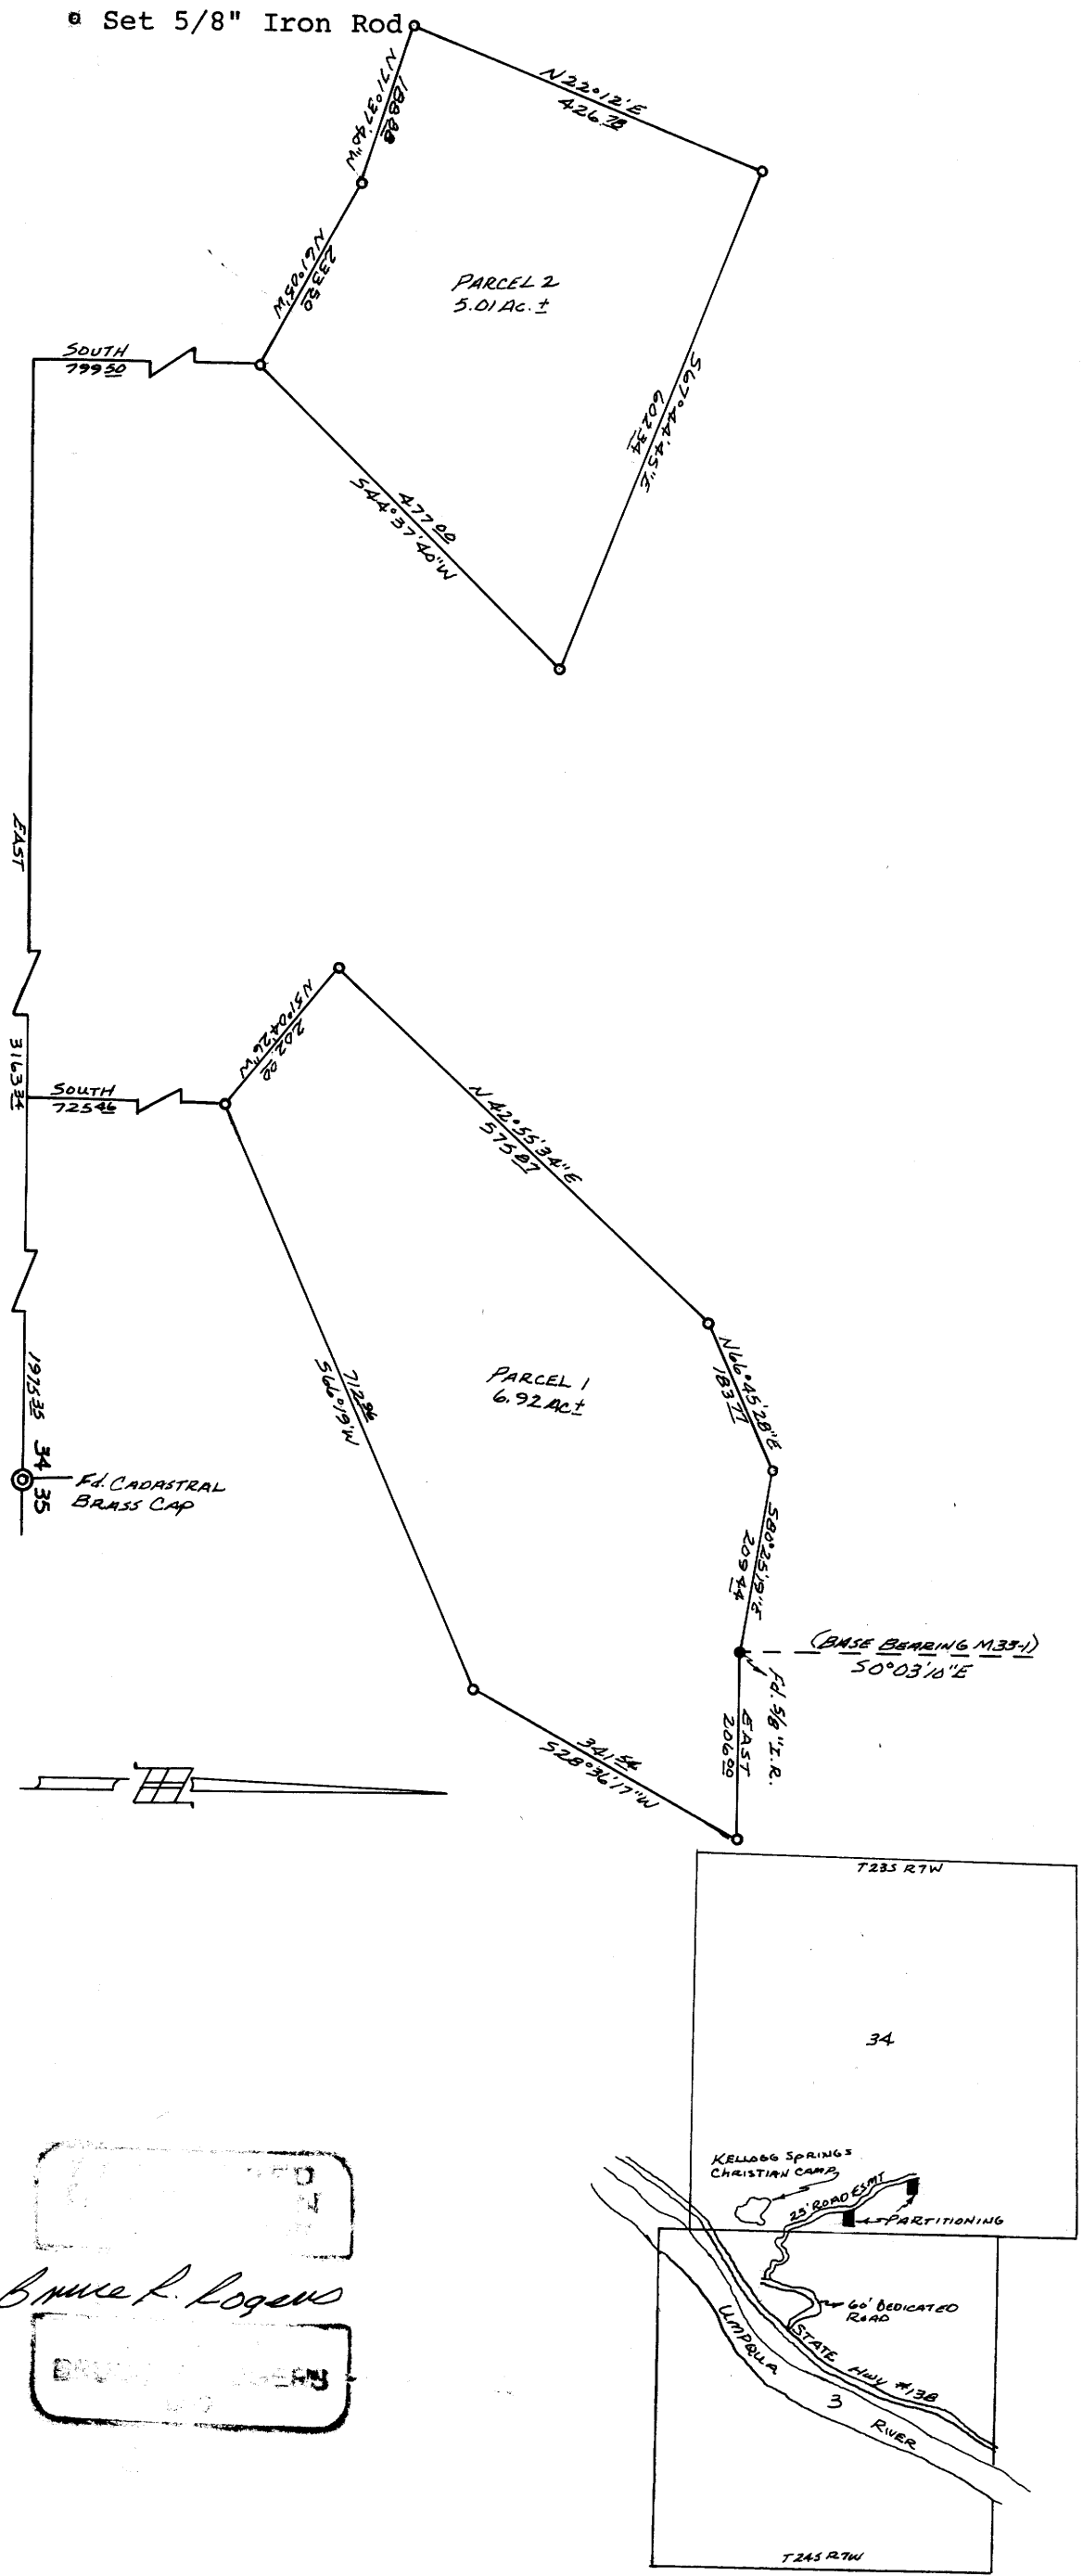 Set 5/8" Iron Rod
N22°12'E
426.78
N71°37'40"W
188.88
N61°05'W
233.50
PARCEL 2
5.01 AC. ±
SOUTH
799.50
S67°44'45"E
602.34
477.00
S44°37'40"W
EAST
3163.34
N51°04'26"W
202.00
SOUTH
725.46
N42°55'34"E
575.87
N66°45'28"E
183.77
712.96
S66°19'W
PARCEL 1
6.92 AC ±
1975.35
34
35
Fd. CADASTRAL
BRASS CAP
S80°25'19"E
209.44
(BASE BEARING M33-1)
S0°03'10"E
Fd. 5/8" I.R.
EAST
206.00
341.54
S28°36'17"W
T23S R7W
34
KELLOGG SPRINGS
CHRISTIAN CAMP
25' ROAD ESMT
PARTITIONING
60' DEDICATED
ROAD
UMPQUA
STATE HWY #138
3
RIVER
T24S R7W
Bruce R. Rogers